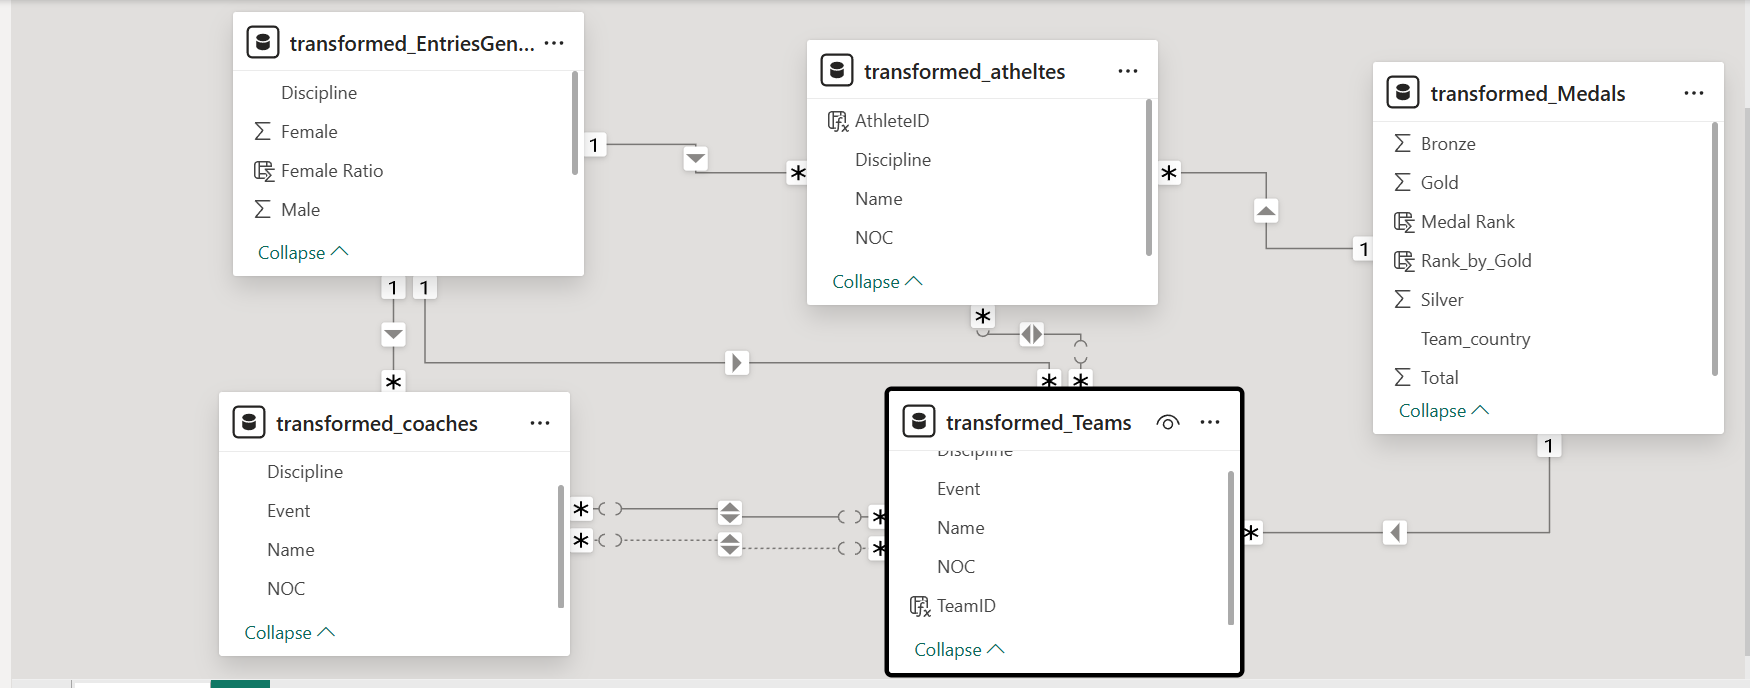 transformed_EntriesGen...
Discipline
Female
Female Ratio
Male
Collapse
1
1
1
*
transformed_atheltes
AthleteID
Discipline
Name
NOC
Collapse
*
*
*
transformed_Medals
Bronze
Gold
Medal Rank
Rank_by_Gold
Silver
Team_country
Total
Collapse
1
1
transformed_coaches
Discipline
Event
Name
NOC
Collapse
*
*
*
*
transformed_Teams
Discipline
Event
Name
NOC
TeamID
Collapse
*
*
*
*